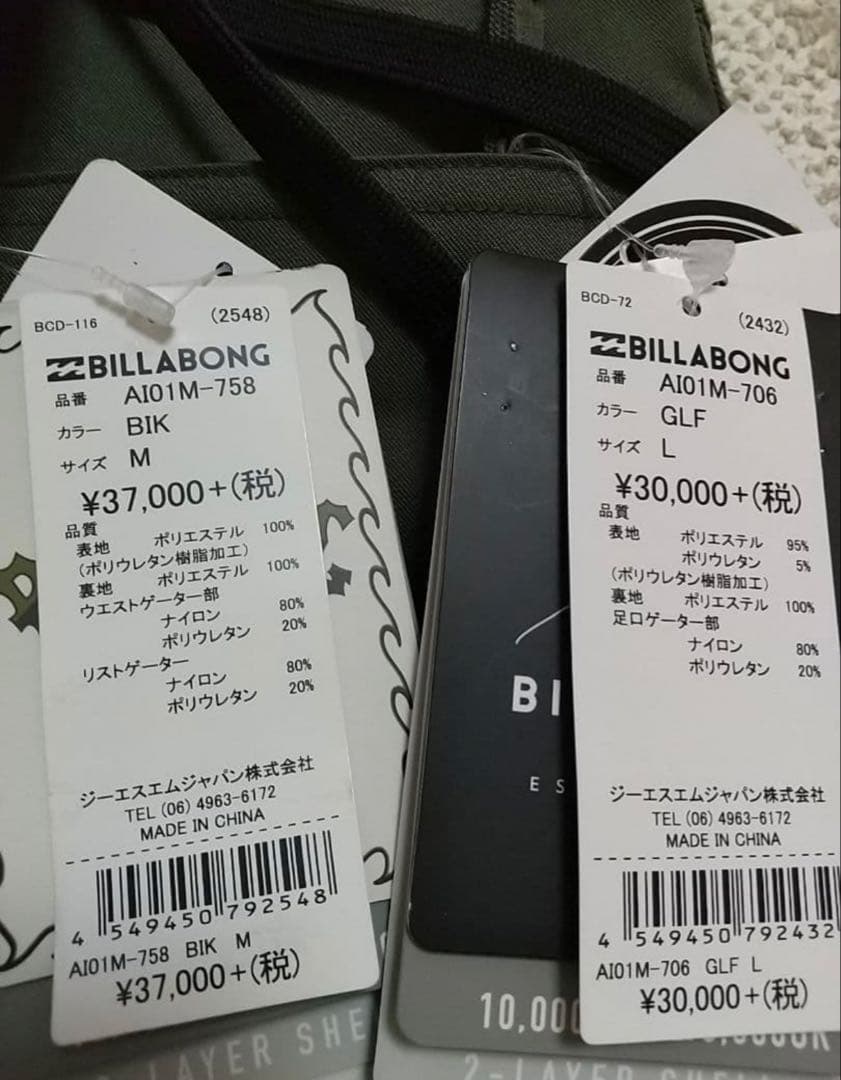 BCD-116 (2548)
BILLABONG
品番 AI01M-758
カラー BIK
サイズ M
¥37,000+(税)
品質
表地 ポリエステル 100%
(ポリウレタン樹脂加工)
裏地 ポリエステル 100%
ウエストゲーター部
ナイロン 80%
ポリウレタン 20%
リストゲーター
ナイロン 80%
ポリウレタン 20%
ジーエスエムジャパン株式会社
TEL (06) 4963-6172
MADE IN CHINA
4 549450 792548
AI01M-758 BIK M
¥37,000+(税)
LAYER SHE
BCD-72 (2432)
BILLABONG
品番 AI01M-706
カラー GLF
サイズ L
¥30,000+(税)
品質
表地 ポリエステル 95%
ポリウレタン 5%
(ポリウレタン樹脂加工)
裏地 ポリエステル 100%
足口ゲーター部
ナイロン 80%
ポリウレタン 20%
ジーエスエムジャパン株式会社
TEL (06) 4963-6172
MADE IN CHINA
4 549450 792432
AI01M-706 GLF L
¥30,000+(税)
BI
ES
10,000
2-LAYER SHELL